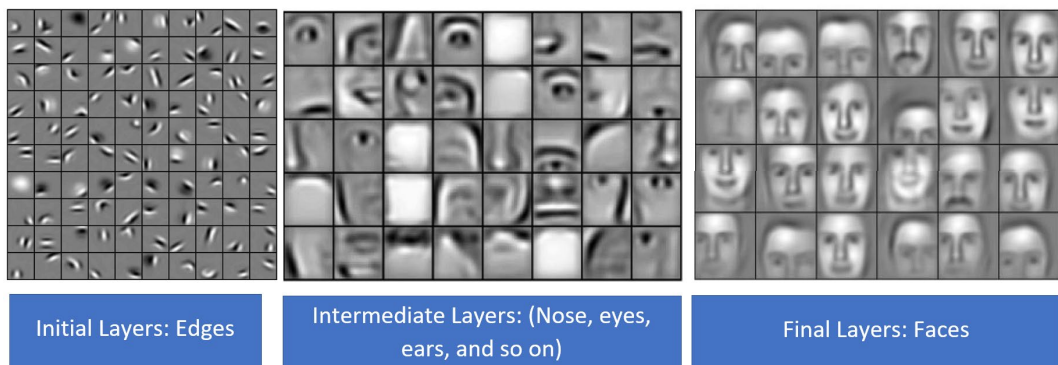 Initial Layers: Edges
Intermediate Layers: (Nose, eyes,
ears, and so on)
Final Layers: Faces